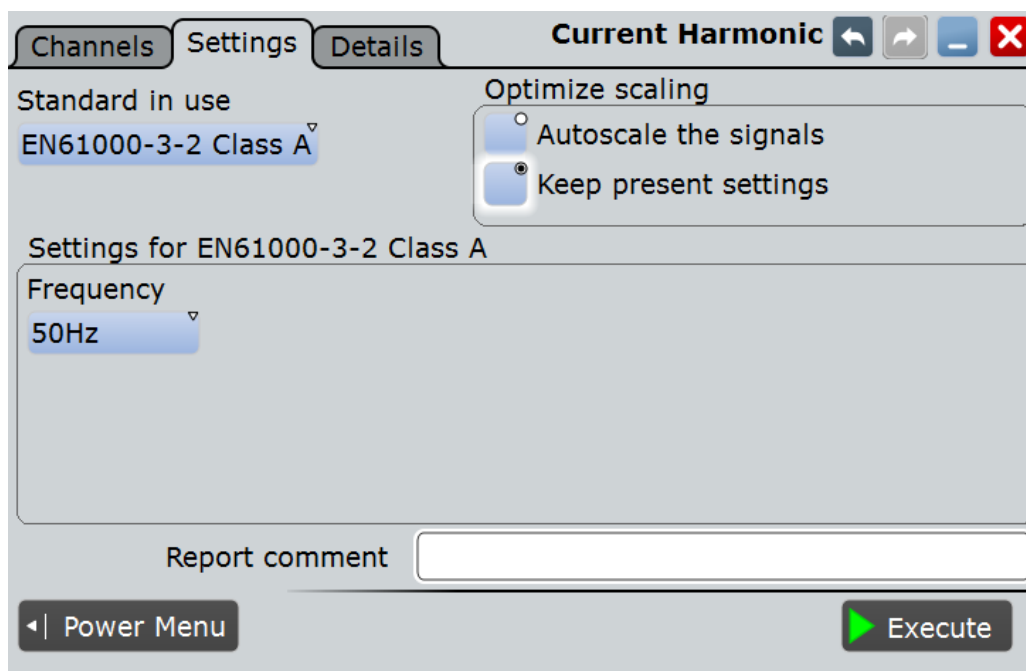 Channels Settings Details Current Harmonic
Standard in use
EN61000-3-2 Class A
Optimize scaling
Autoscale the signals
Keep present settings
Settings for EN61000-3-2 Class A
Frequency
50Hz
Report comment
Power Menu
Execute